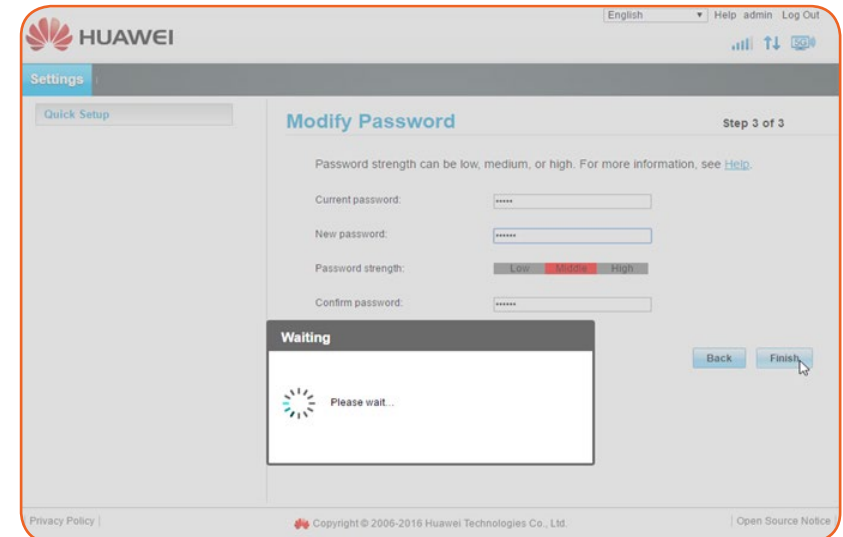 English Help admin Log Out
HUAWEI
5G
Settings
Quick Setup
Modify Password Step 3 of 3
Password strength can be low, medium, or high. For more information, see Help.
Current password: •••••
New password: ••••••
Password strength: Low Middle High
Confirm password: ••••••
Waiting
Back Finish
Please wait...
Privacy Policy | Copyright © 2006-2016 Huawei Technologies Co., Ltd. | Open Source Notice